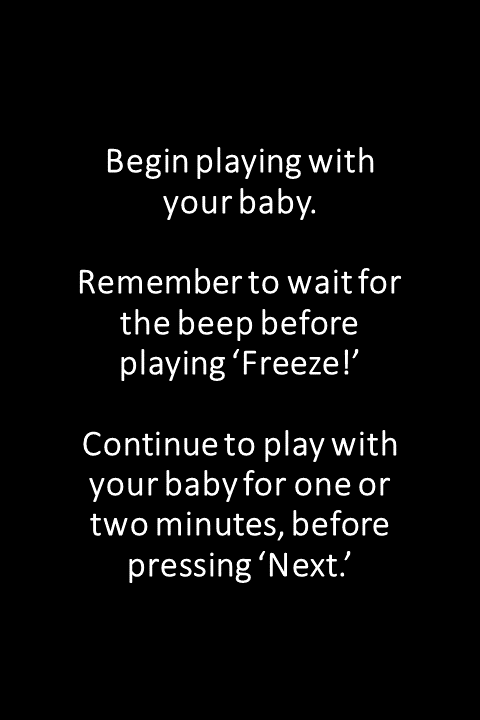 Begin playing with
your baby.
Remember to wait for
the beep before
playing ‘Freeze!’
Continue to play with
your baby for one or
two minutes, before
pressing ‘Next.’